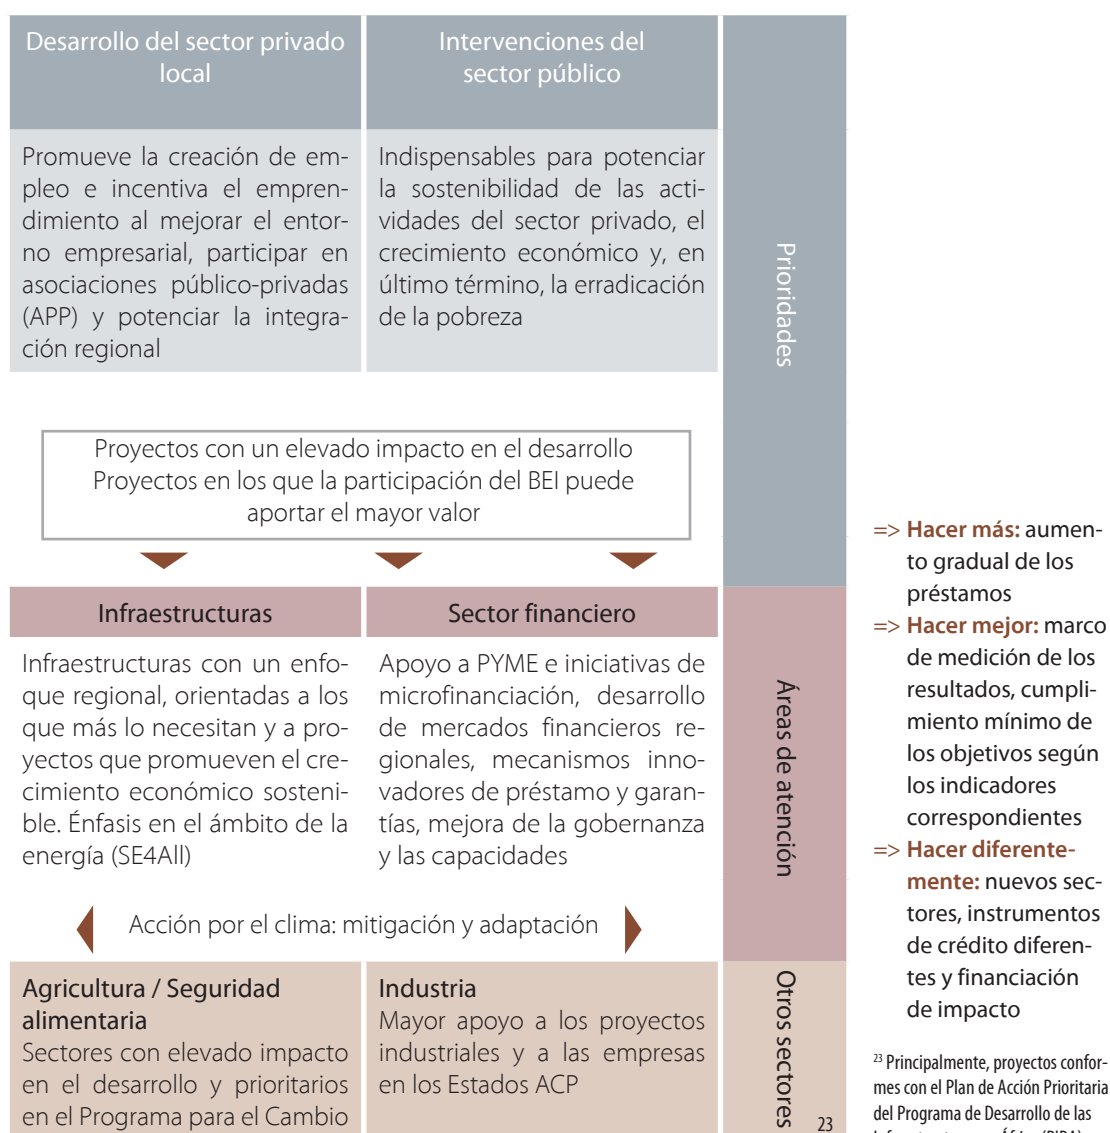 Desarrollo del sector privado
local
Intervenciones del
sector público
Promueve la creación de em-
pleo e incentiva el empren-
dimiento al mejorar el entor-
no empresarial, participar en
asociaciones público-privadas
(APP) y potenciar la integra-
ción regional
Indispensables para potenciar
la sostenibilidad de las acti-
vidades del sector privado, el
crecimiento económico y, en
último término, la erradicación
de la pobreza
Prioridades
Proyectos con un elevado impacto en el desarrollo
Proyectos en los que la participación del BEI puede
aportar el mayor valor
Infraestructuras
Sector financiero
Infraestructuras con un enfo-
que regional, orientadas a los
que más lo necesitan y a pro-
yectos que promueven el cre-
cimiento económico sosteni-
ble. Énfasis en el ámbito de la
energía (SE4All)
Apoyo a PYME e iniciativas de
microfinanciación, desarrollo
de mercados financieros re-
gionales, mecanismos inno-
vadores de préstamo y garan-
tías, mejora de la gobernanza
y las capacidades
Áreas de atención
Acción por el clima: mitigación y adaptación
Agricultura / Seguridad
alimentaria
Sectores con elevado impacto
en el desarrollo y prioritarios
en el Programa para el Cambio
Industria
Mayor apoyo a los proyectos
industriales y a las empresas
en los Estados ACP
Otros sectores
23
=> Hacer más: aumen-
to gradual de los
préstamos
=> Hacer mejor: marco
de medición de los
resultados, cumpli-
miento mínimo de
los objetivos según
los indicadores
correspondientes
=> Hacer diferente-
mente: nuevos sec-
tores, instrumentos
de crédito diferen-
tes y financiación
de impacto
23 Principalmente, proyectos confor-
mes con el Plan de Acción Prioritaria
del Programa de Desarrollo de las